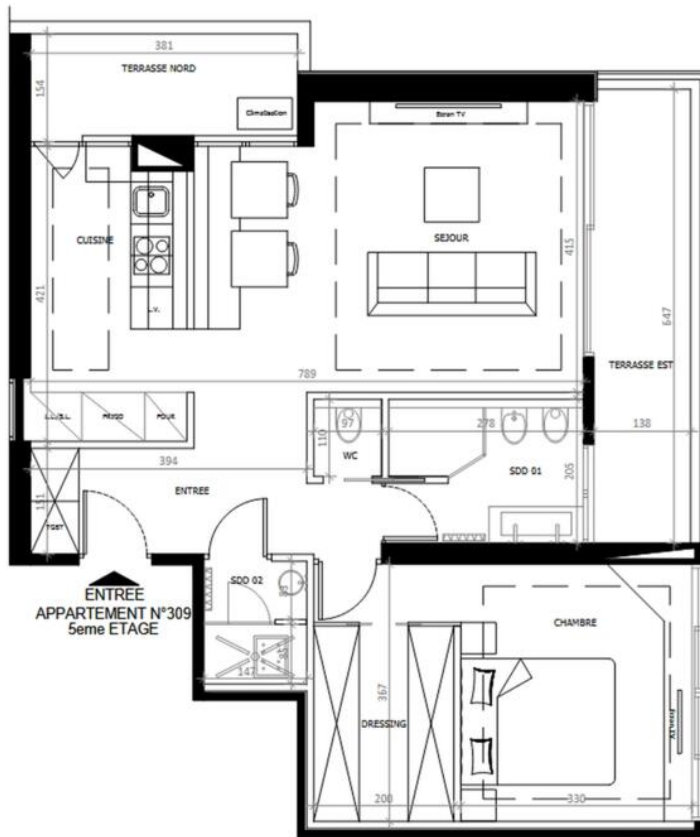 381
TERRASSE NORD
154
Climatisation
Ecran TV
CUISINE
SEJOUR
415
421
L.V.
647
789
TERRASSE EST
FRIGO
FOUR
110
97
278
138
WC
SDD 01
205
394
ENTREE
151
SDD 02
ENTREE
APPARTEMENT N°309
5eme ETAGE
CHAMBRE
147
367
DRESSING
200
330